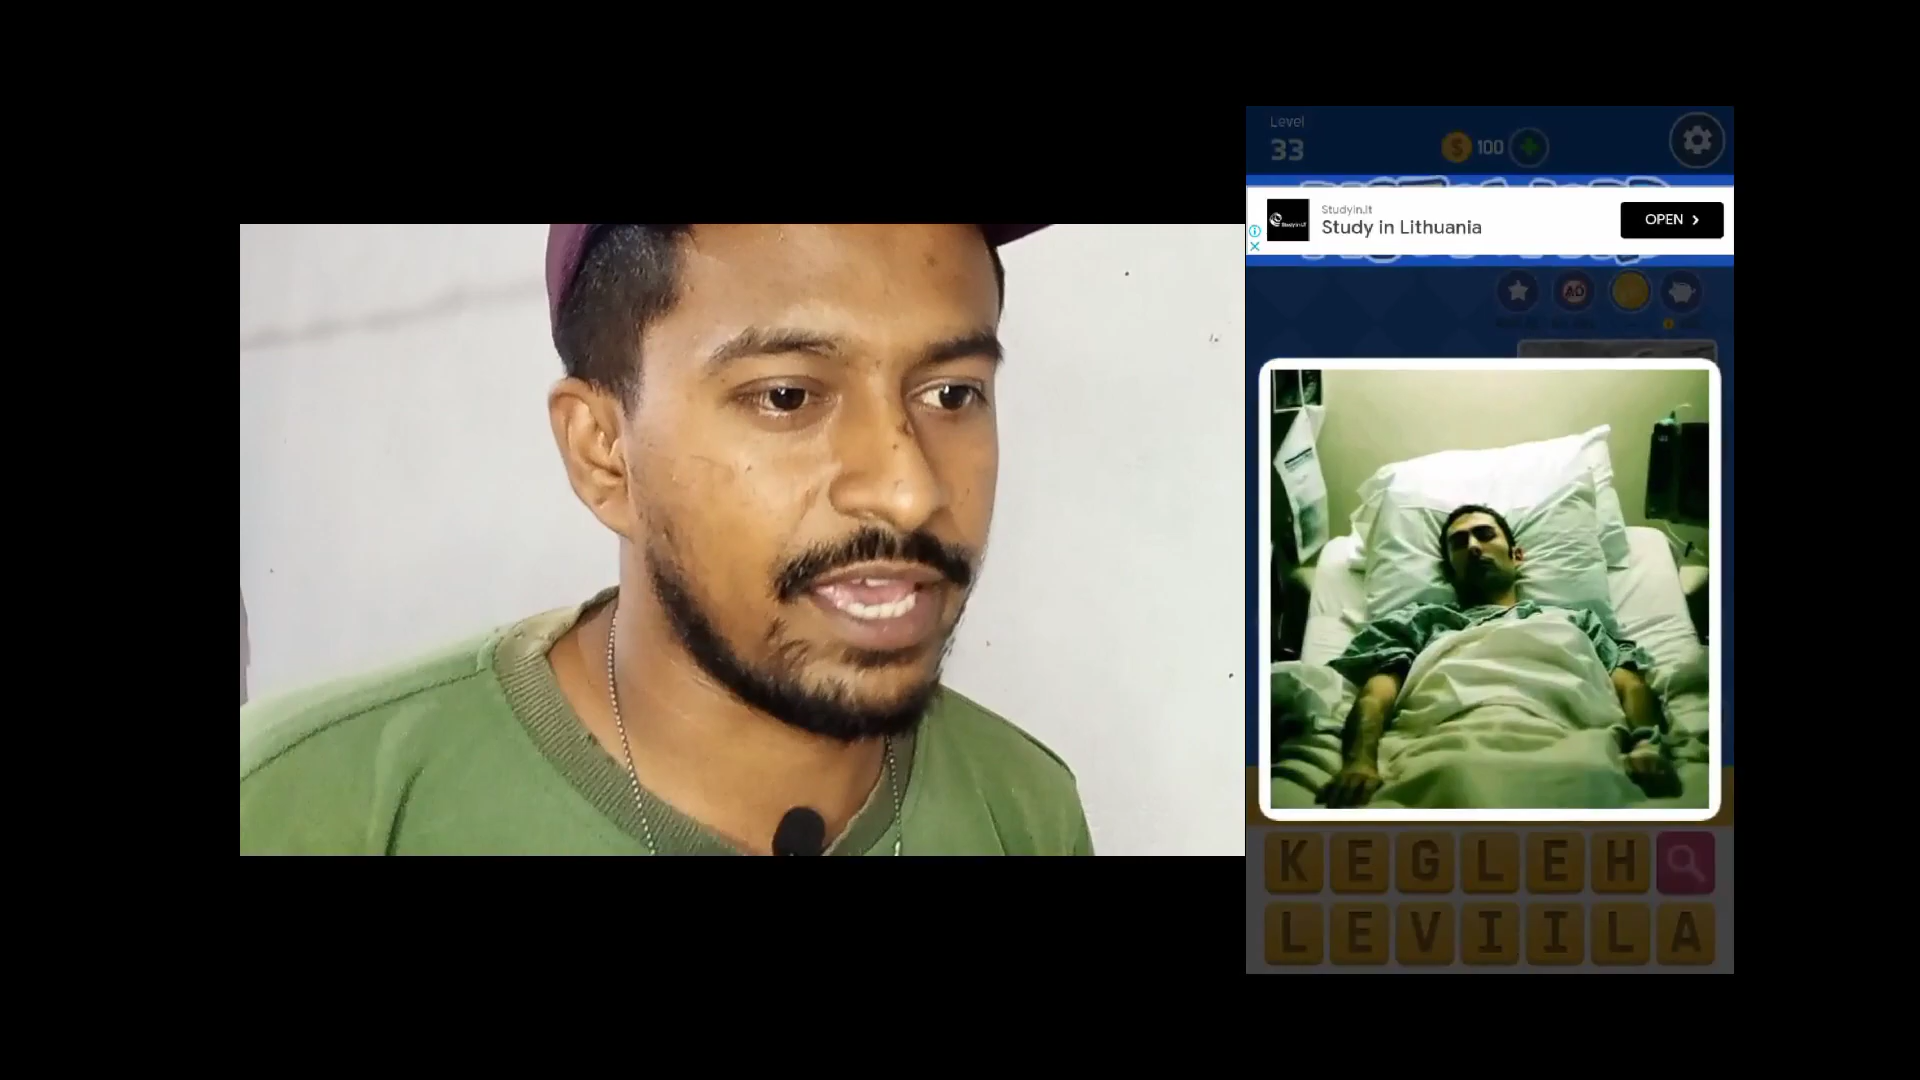 Level
33
100
Studyin.lt
Study in Lithuania
OPEN
AD
K E G L E H
L E V I I L A